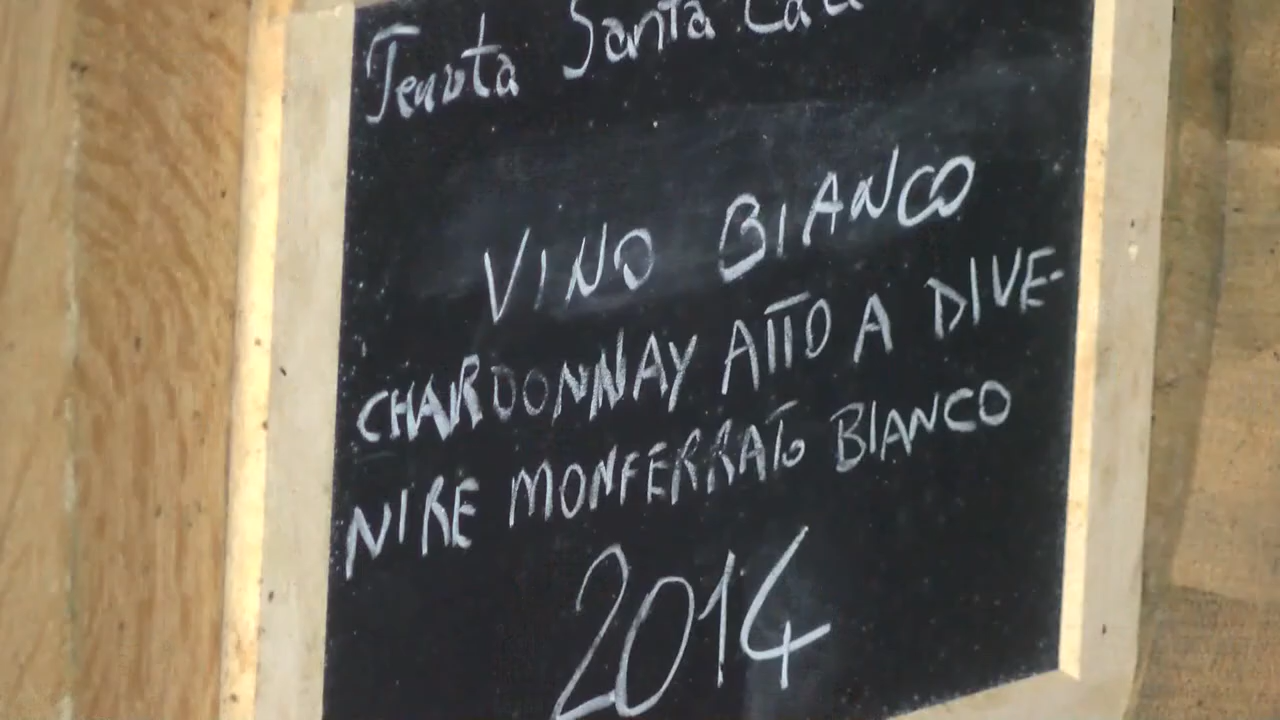 Tenuta Santa
VINO BIANCO
CHARDONNAY ATTO A DIVE-
NIRE MONFERRATO BIANCO
2014